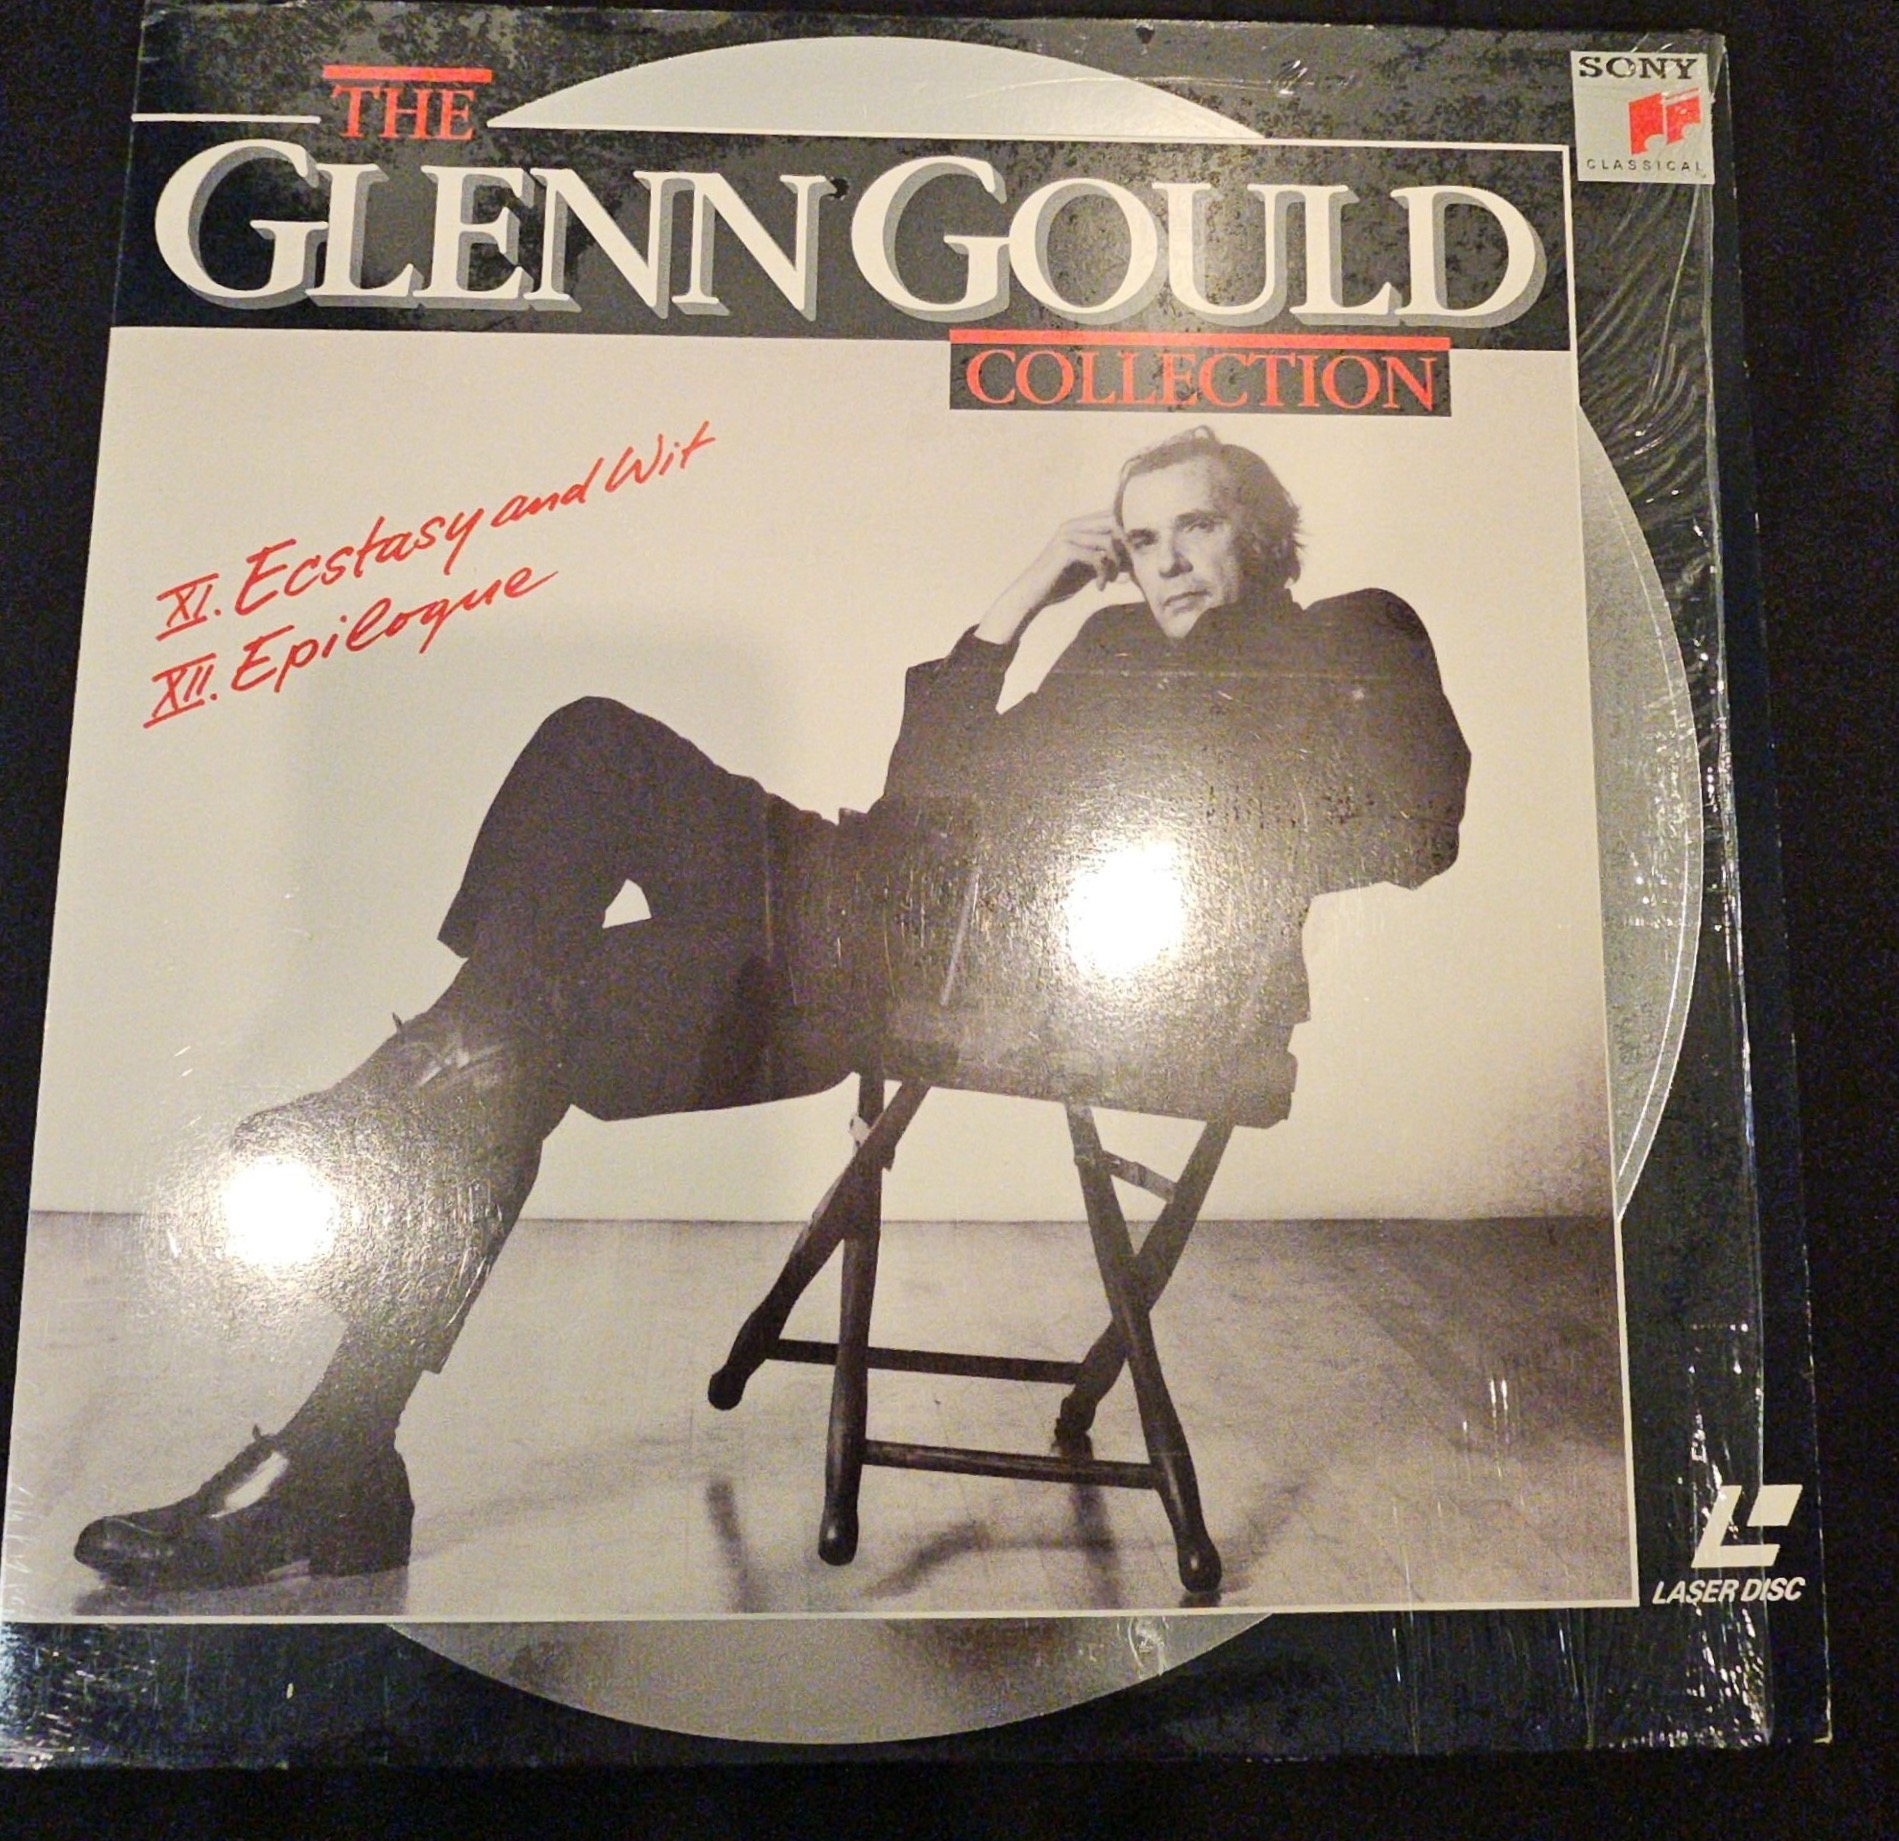 SONY
CLASSICAL
THE
GLENN GOULD
COLLECTION
XI. Ecstasy and Wit
XII. Epilogue
LASER DISC